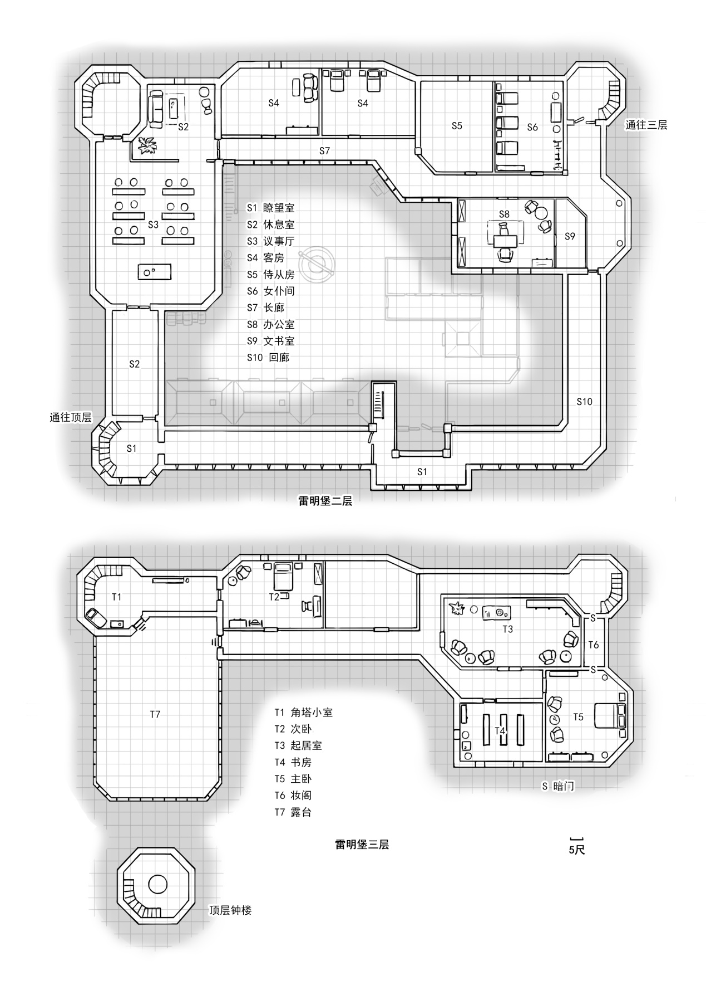 S4
S4
S2
S5
S6
通往三层
S7
S1 瞭望室
S2 休息室
S3 议事厅
S4 客房
S5 侍从房
S6 女仆间
S7 长廊
S8 办公室
S9 文书室
S10 回廊
S8
S3
S9
S2
S10
通往顶层
S1
S1
雷明堡二层
T1
T2
S
T3
T6
S
T7
T5
T4
T1 角塔小室
T2 次卧
T3 起居室
T4 书房
T5 主卧
T6 妆阁
T7 露台
S 暗门
雷明堡三层
5尺
顶层钟楼